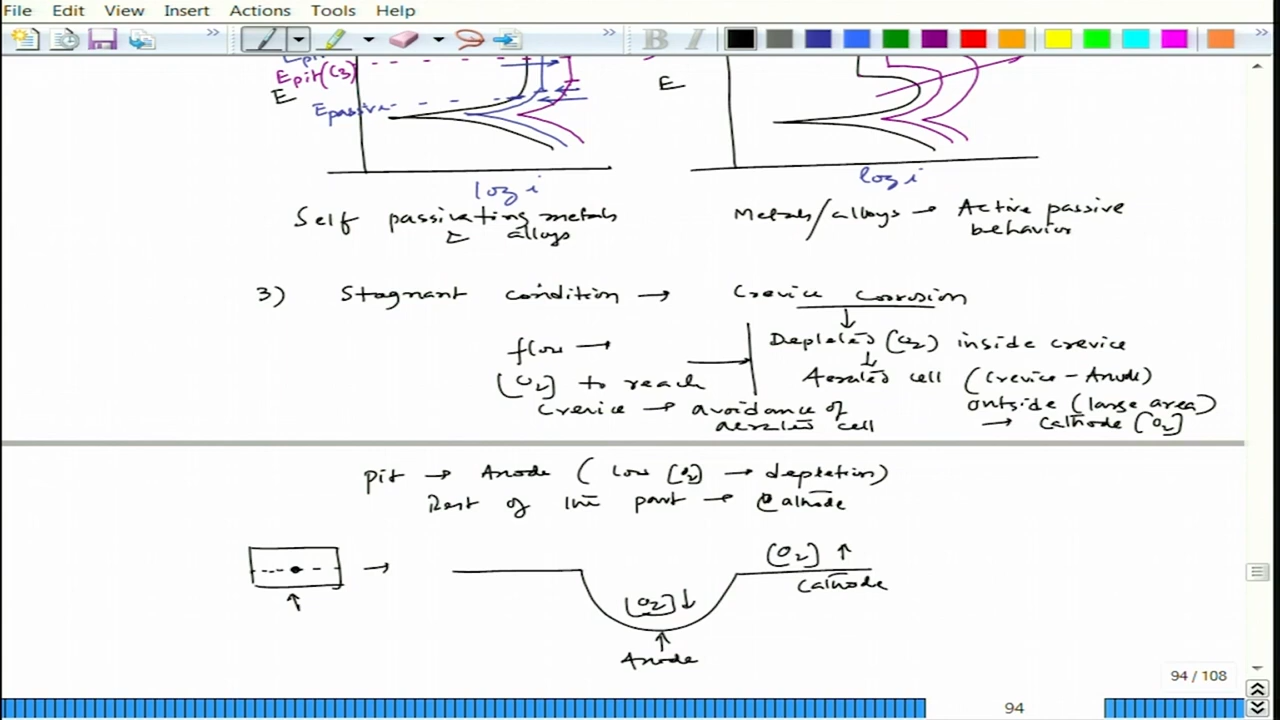 File Edit View Insert Actions Tools Help
Epit(C3)
E
Epassive
log i
E
log i
Self passivating metals
& alloys
Metals/alloys → Active passive
behavior
3) Stagnant condition → Crevice corrosion
↓
Depleted [O2] inside crevice
↓
Aerated cell (Crevice - Anode)
outside (large area)
→ Cathode [O2]
flow →
[O2] to reach
crevice → avoidance of
aerated cell
pit → Anode ( low [O2] → depletion)
Rest of the part → Cathode
→
[O2] ↑
Cathode
[O2] ↓
↑
Anode
94 / 108
94